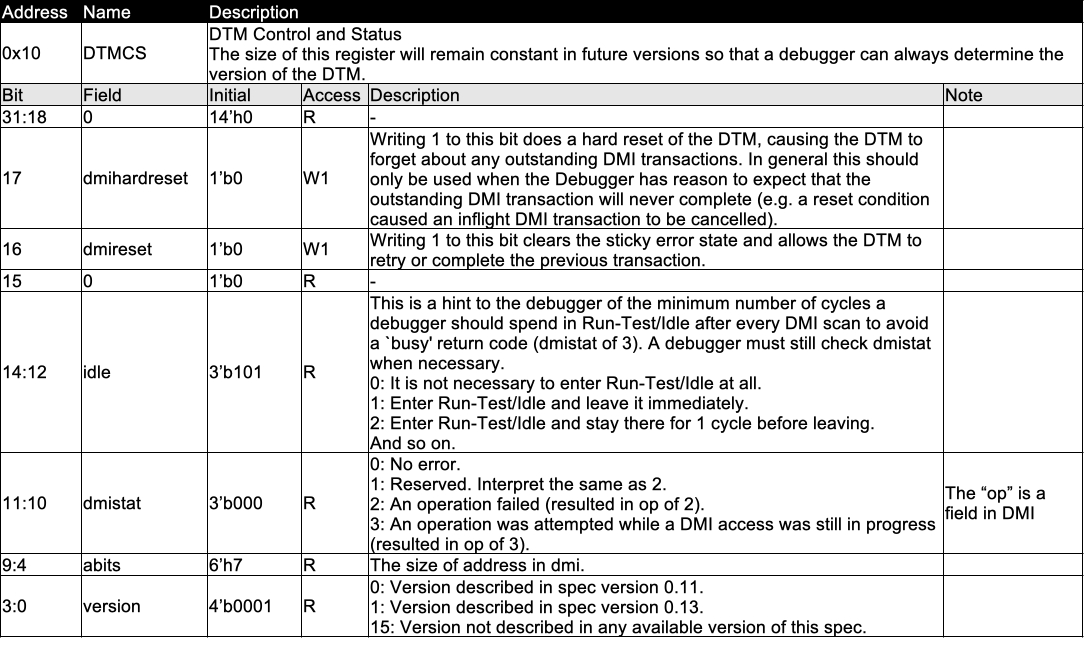 Address Name Description
0x10 DTMCS DTM Control and Status
The size of this register will remain constant in future versions so that a debugger can always determine the
version of the DTM.
Bit Field Initial Access Description Note
31:18 0 14’h0 R -
17 dmihardreset 1’b0 W1 Writing 1 to this bit does a hard reset of the DTM, causing the DTM to
forget about any outstanding DMI transactions. In general this should
only be used when the Debugger has reason to expect that the
outstanding DMI transaction will never complete (e.g. a reset condition
caused an inflight DMI transaction to be cancelled).
16 dmireset 1’b0 W1 Writing 1 to this bit clears the sticky error state and allows the DTM to
retry or complete the previous transaction.
15 0 1’b0 R -
14:12 idle 3’b101 R This is a hint to the debugger of the minimum number of cycles a
debugger should spend in Run-Test/Idle after every DMI scan to avoid
a `busy' return code (dmistat of 3). A debugger must still check dmistat
when necessary.
0: It is not necessary to enter Run-Test/Idle at all.
1: Enter Run-Test/Idle and leave it immediately.
2: Enter Run-Test/Idle and stay there for 1 cycle before leaving.
And so on.
11:10 dmistat 3’b000 R 0: No error.
1: Reserved. Interpret the same as 2.
2: An operation failed (resulted in op of 2).
3: An operation was attempted while a DMI access was still in progress
(resulted in op of 3).
The “op” is a
field in DMI
9:4 abits 6’h7 R The size of address in dmi.
3:0 version 4’b0001 R 0: Version described in spec version 0.11.
1: Version described in spec version 0.13.
15: Version not described in any available version of this spec.